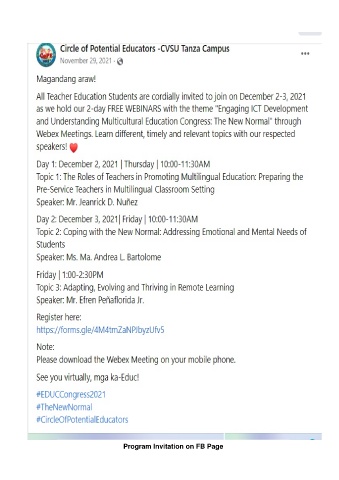 Circle of Potential Educators -CVSU Tanza Campus
November 29, 2021 ·
Magandang araw!
All Teacher Education Students are cordially invited to join on December 2-3, 2021
as we hold our 2-day FREE WEBINARS with the theme "Engaging ICT Development
and Understanding Multicultural Education Congress: The New Normal" through
Webex Meetings. Learn different, timely and relevant topics with our respected
speakers! ❤️
Day 1: December 2, 2021 | Thursday | 10:00-11:30AM
Topic 1: The Roles of Teachers in Promoting Multilingual Education: Preparing the
Pre-Service Teachers in Multilingual Classroom Setting
Speaker: Mr. Jeanrick D. Nuñez
Day 2: December 3, 2021| Friday | 10:00-11:30AM
Topic 2: Coping with the New Normal: Addressing Emotional and Mental Needs of
Students
Speaker: Ms. Ma. Andrea L. Bartolome
Friday | 1:00-2:30PM
Topic 3: Adapting, Evolving and Thriving in Remote Learning
Speaker: Mr. Efren Peñaflorida Jr.
Register here:
https://forms.gle/4M4tmZaNPJbyzUfv5
Note:
Please download the Webex Meeting on your mobile phone.
See you virtually, mga ka-Educ!
#EDUCCongress2021
#TheNewNormal
#CircleOfPotentialEducators
Program Invitation on FB Page